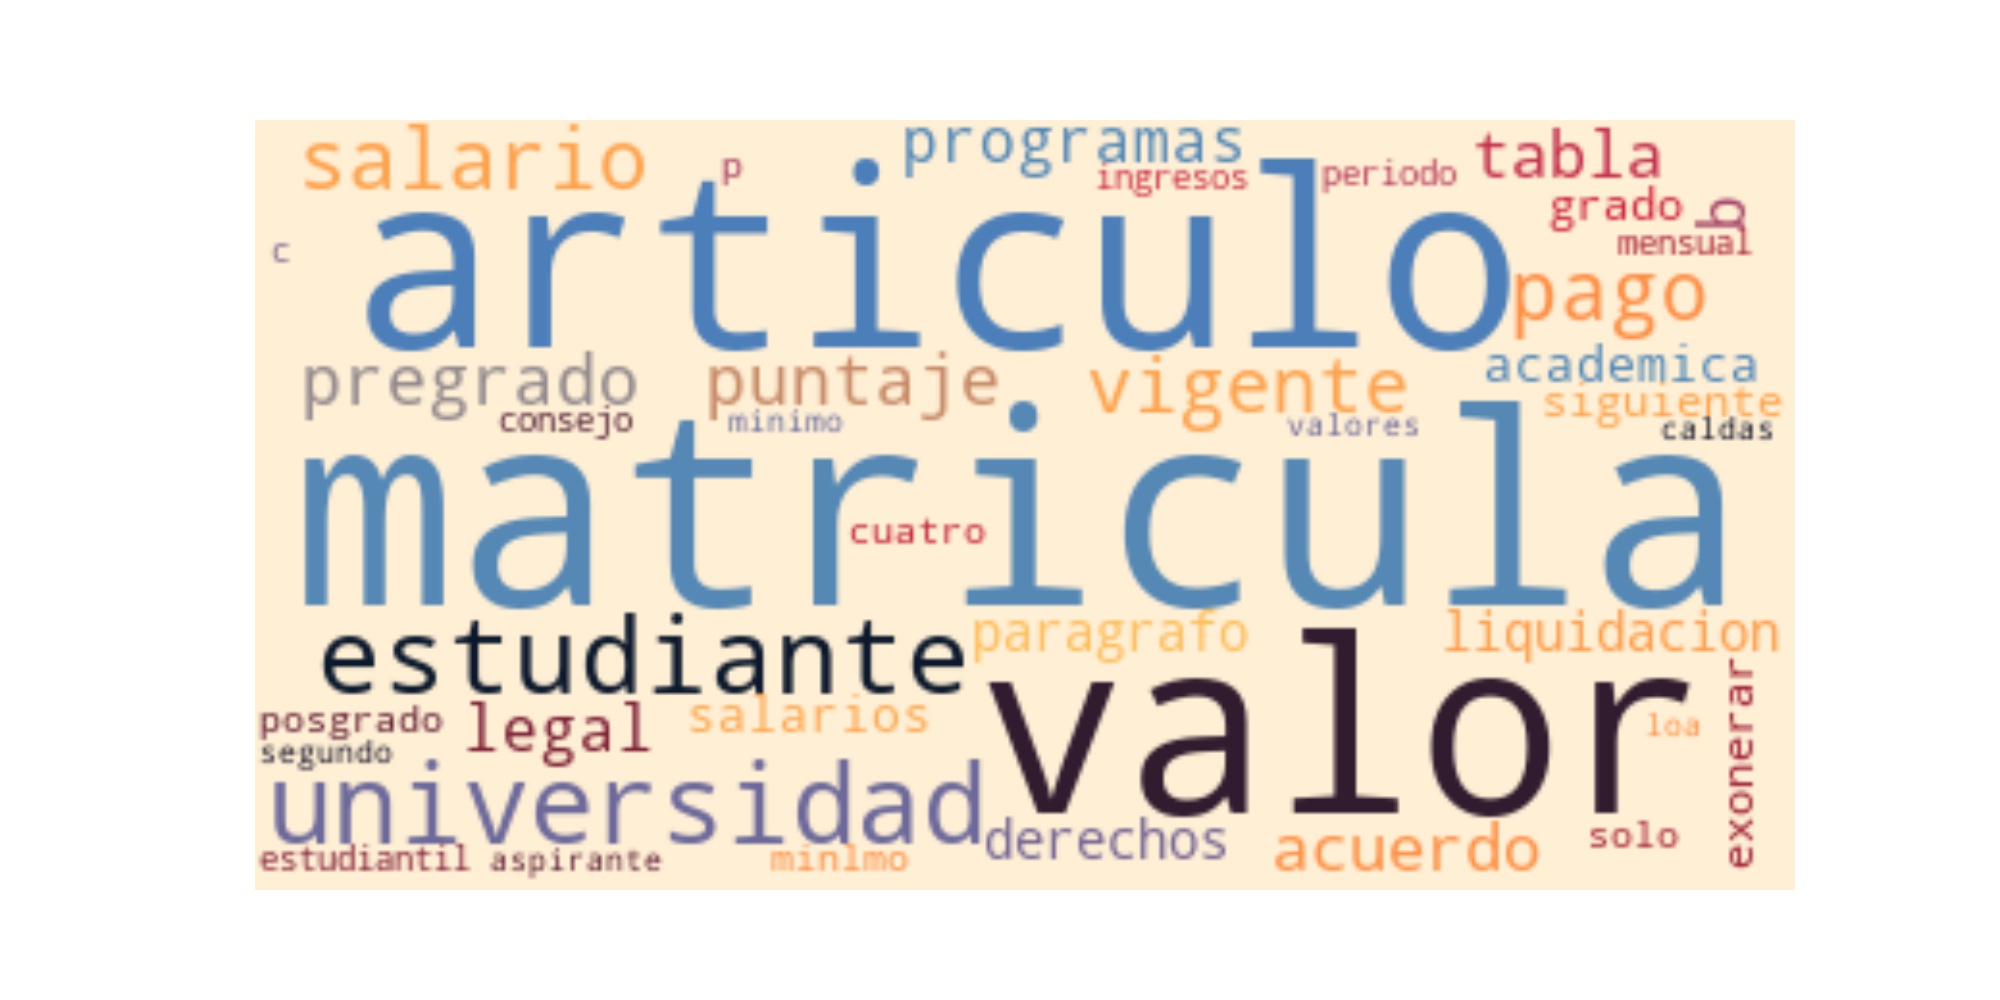 salario
p
programas
ingresos
periodo
tabla
grado
b
mensual
c
articulo
pago
pregrado
consejo
puntaje
minimo
vigente
valores
academica
siguiente
caldas
matricula
cuatro
estudiante
paragrafo
liquidacion
valor
loa
exonerar
posgrado
segundo
legal
salarios
universidad
derechos
acuerdo
solo
estudiantil
aspirante
minlmo